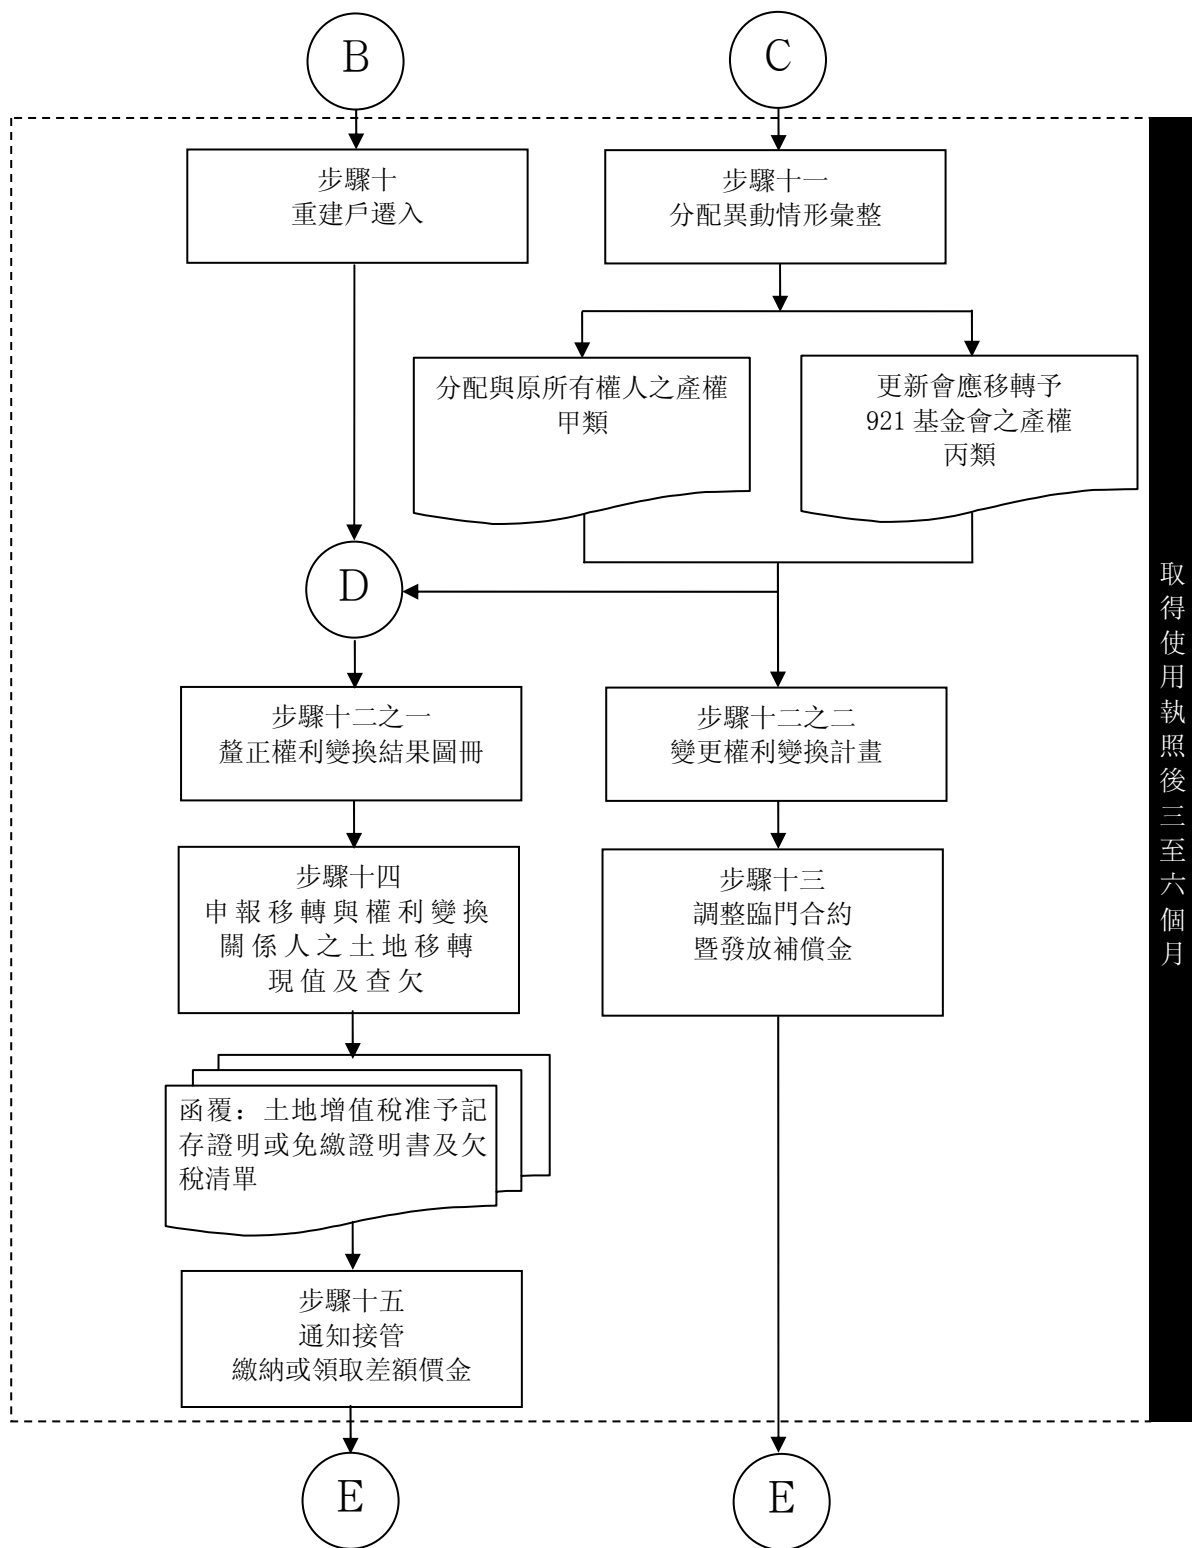 B
C
步驟十
重建戶遷入
步驟十一
分配異動情形彙整
分配與原所有權人之產權
甲類
更新會應移轉予
921 基金會之產權
丙類
D
步驟十二之一
釐正權利變換結果圖冊
步驟十二之二
變更權利變換計畫
步驟十四
申報移轉與權利變換
關係人之土地移轉
現值及查欠
步驟十三
調整臨門合約
暨發放補償金
函覆：土地增值稅准予記
存證明或免繳證明書及欠
稅清單
步驟十五
通知接管
繳納或領取差額價金
E
E
取得使用執照後三至六個月